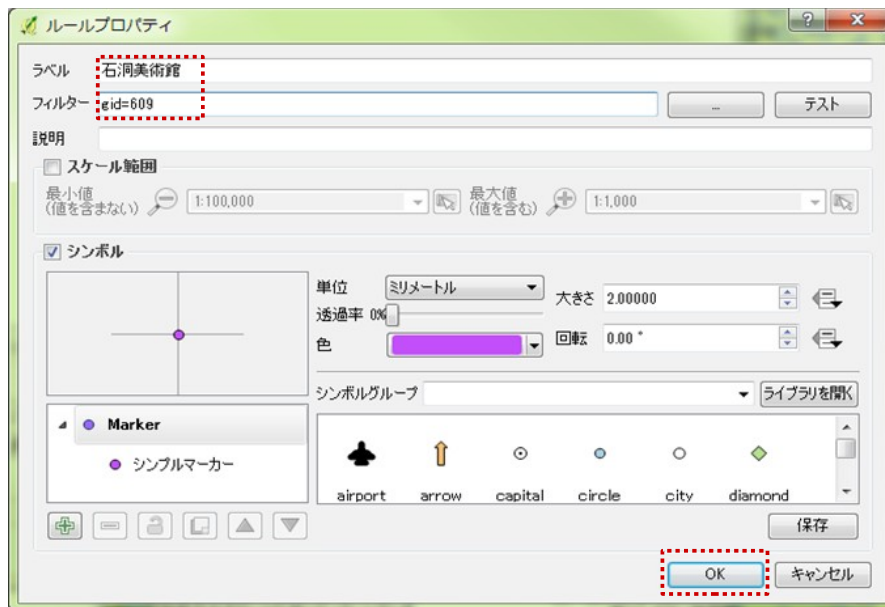 ルールプロパティ
ラベル 石洞美術館
フィルター gid=609 ... テスト
説明
スケール範囲
最小値
(値を含まない) 1:100,000
最大値
(値を含む) 1:1,000
シンボル
単位 ミリメートル
大きさ 2.00000
透過率 0%
色
回転 0.00 °
シンボルグループ ライブラリを開く
Marker
シンプルマーカー
airport arrow capital circle city diamond
保存
OK キャンセル